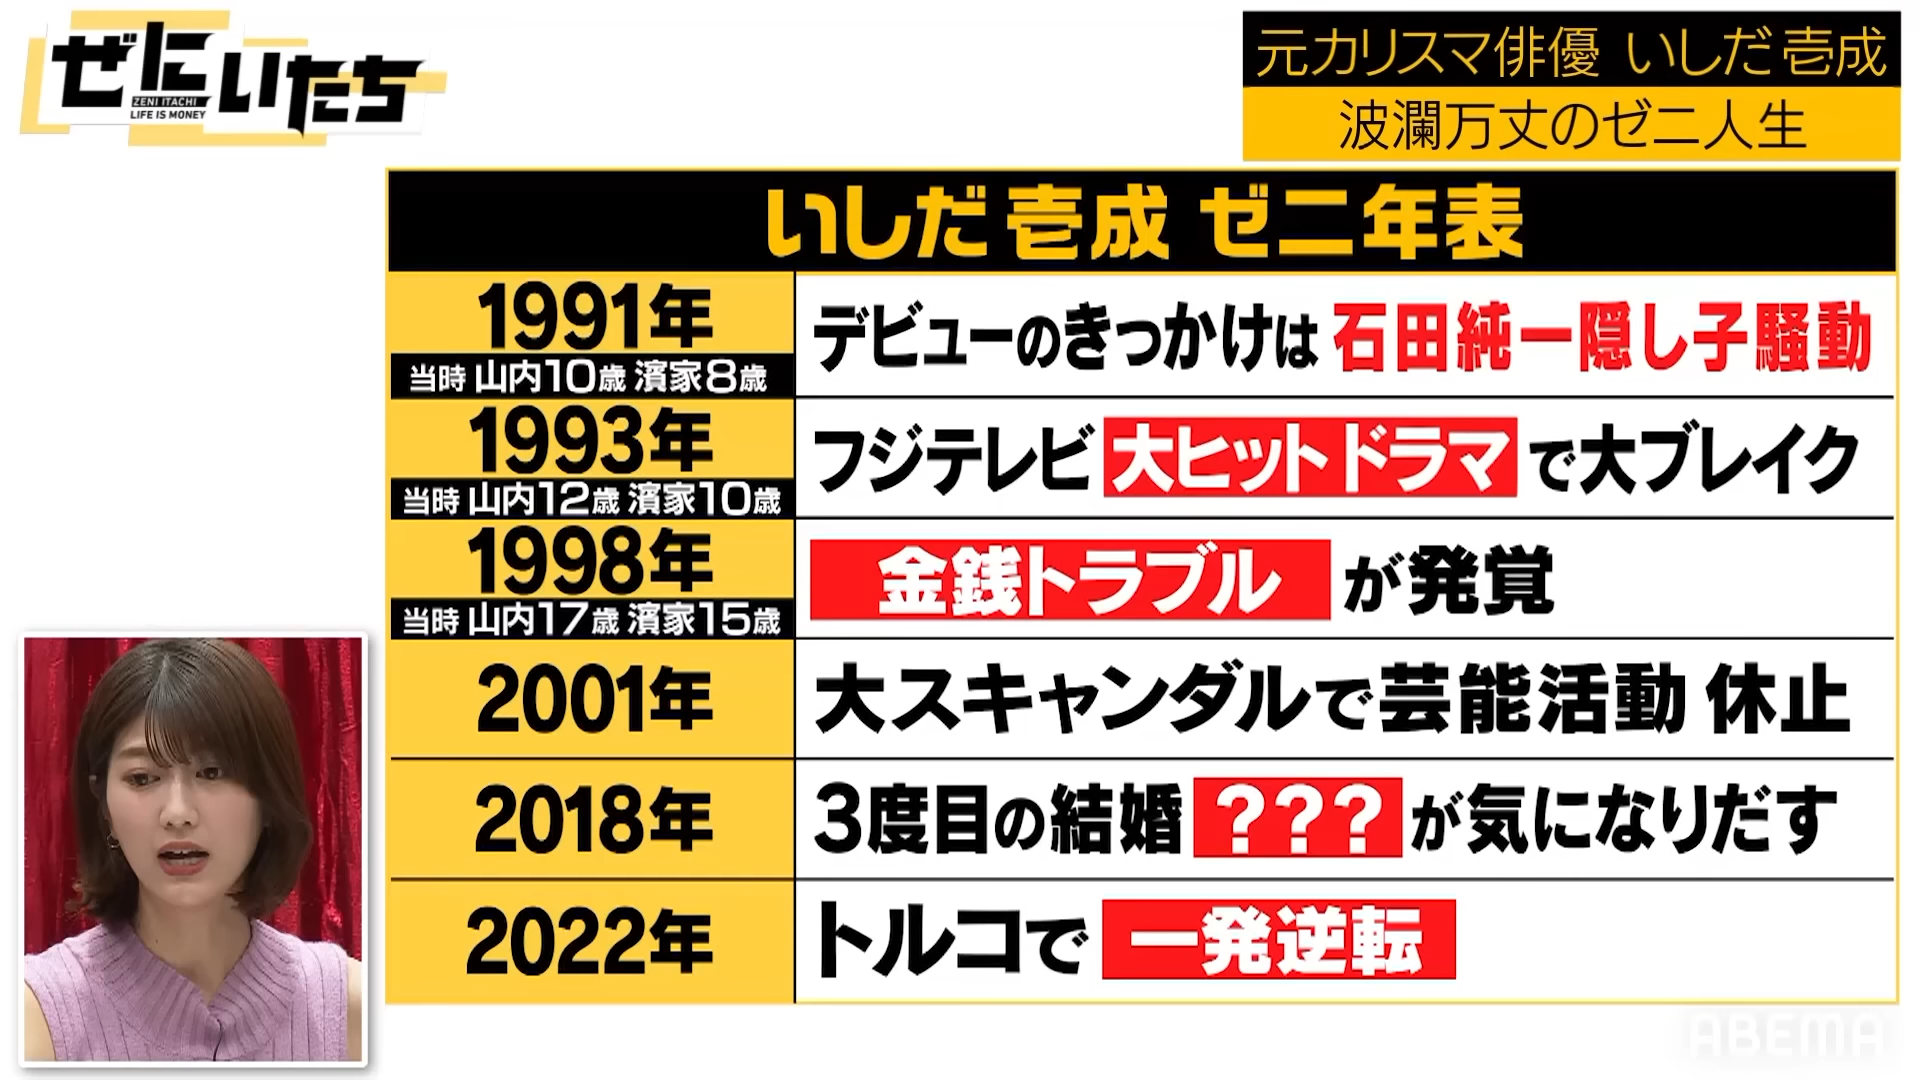 ぜにいたち
ZENI ITACHI
LIFE IS MONEY
元カリスマ俳優 いしだ壱成
波瀾万丈のゼニ人生
いしだ壱成 ゼニ年表
1991年
当時 山内10歳 濱家8歳
デビューのきっかけは 石田純一隠し子騒動
1993年
当時 山内12歳 濱家10歳
フジテレビ 大ヒットドラマ で大ブレイク
1998年
当時 山内17歳 濱家15歳
金銭トラブル が発覚
2001年
大スキャンダルで芸能活動 休止
2018年
3度目の結婚 ??? が気になりだす
2022年
トルコで 一発逆転
ABEMA